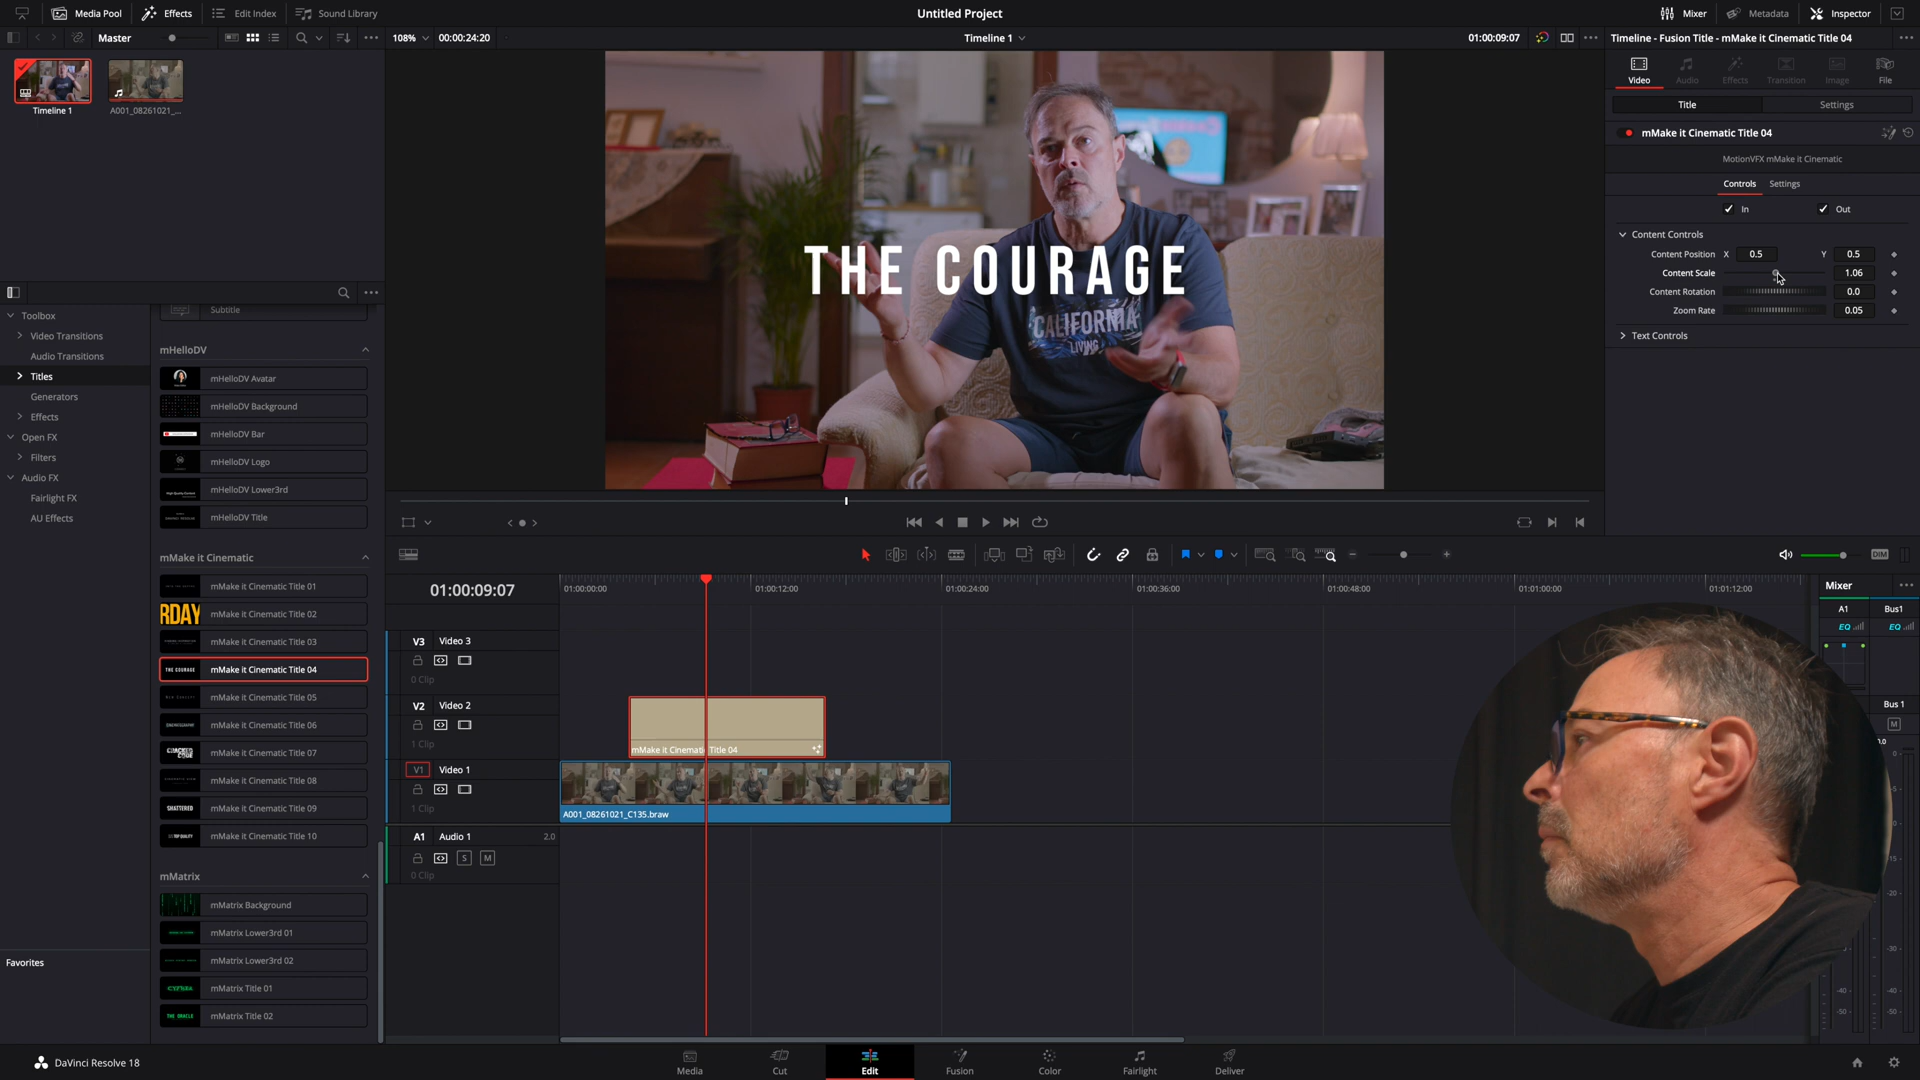 Media Pool
Effects
Edit Index
Sound Library
Untitled Project
Mixer
Metadata
Inspector
Master
108%
00:00:24:20
Timeline 1
01:00:09:07
Timeline - Fusion Title - mMake it Cinematic Title 04
Timeline 1
A001_08261021_...
Video
Audio
Effects
Transition
Image
File
Title
Settings
mMake it Cinematic Title 04
MotionVFX mMake it Cinematic
Controls
Settings
In
Out
Content Controls
Content Position X 0.5 Y 0.5
Content Scale 1.06
Content Rotation 0.0
Zoom Rate 0.05
Text Controls
THE COURAGE
CALIFORNIA
LIVING
Toolbox
Video Transitions
Audio Transitions
Titles
Generators
Effects
Open FX
Filters
Audio FX
Fairlight FX
AU Effects
Favorites
Subtitle
mHelloDV
mHelloDV Avatar
mHelloDV Background
mHelloDV Bar
mHelloDV Logo
mHelloDV Lower3rd
mHelloDV Title
mMake it Cinematic
mMake it Cinematic Title 01
RDAY
mMake it Cinematic Title 02
mMake it Cinematic Title 03
THE COURAGE
mMake it Cinematic Title 04
mMake it Cinematic Title 05
mMake it Cinematic Title 06
CRACKED
CODE
mMake it Cinematic Title 07
mMake it Cinematic Title 08
SHATTERED
mMake it Cinematic Title 09
mMake it Cinematic Title 10
mMatrix
mMatrix Background
mMatrix Lower3rd 01
mMatrix Lower3rd 02
mMatrix Title 01
THE ORACLE
mMatrix Title 02
DIM
01:00:09:07
01:00:00:00
01:00:12:00
01:00:24:00
01:00:36:00
01:00:48:00
01:01:00:00
01:01:12:00
V3 Video 3
0 Clip
V2 Video 2
1 Clip
mMake it Cinematic Title 04
V1 Video 1
1 Clip
A001_08261021_C135.braw
A1 Audio 1 2.0
S M
0 Clip
Mixer
A1
Bus1
EQ
EQ
Bus 1
M
DaVinci Resolve 18
Media
Cut
Edit
Fusion
Color
Fairlight
Deliver